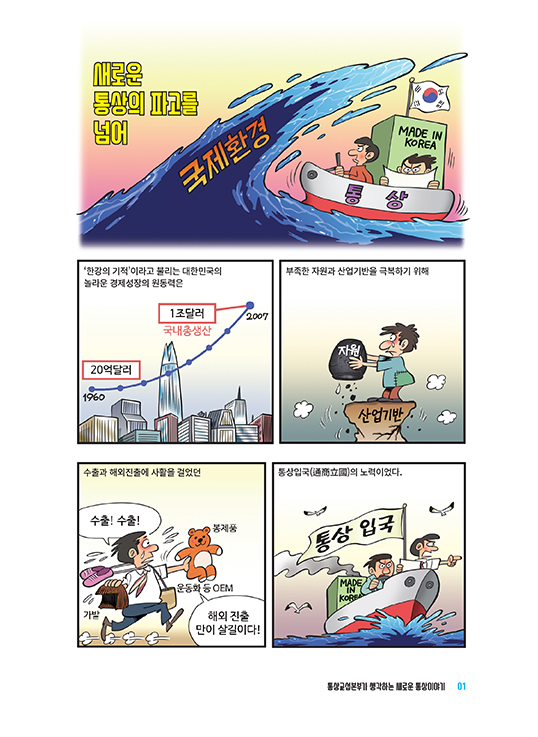 새로운
통상의 파고를
넘어
국제환경
MADE IN
KOREA
통상
'한강의 기적'이라고 불리는 대한민국의
놀라운 경제성장의 원동력은
1조달러
2007
국내총생산
20억달러
1960
부족한 자원과 산업기반을 극복하기 위해
자원
산업기반
수출과 해외진출에 사활을 걸었던
수출! 수출!
봉제품
운동화 등 OEM
가발
해외 진출
만이 살길이다!
통상입국(通商立國)의 노력이었다.
통상 입국
MADE
IN
KOREA
통상교섭본부가 생각하는 새로운 통상이야기 01